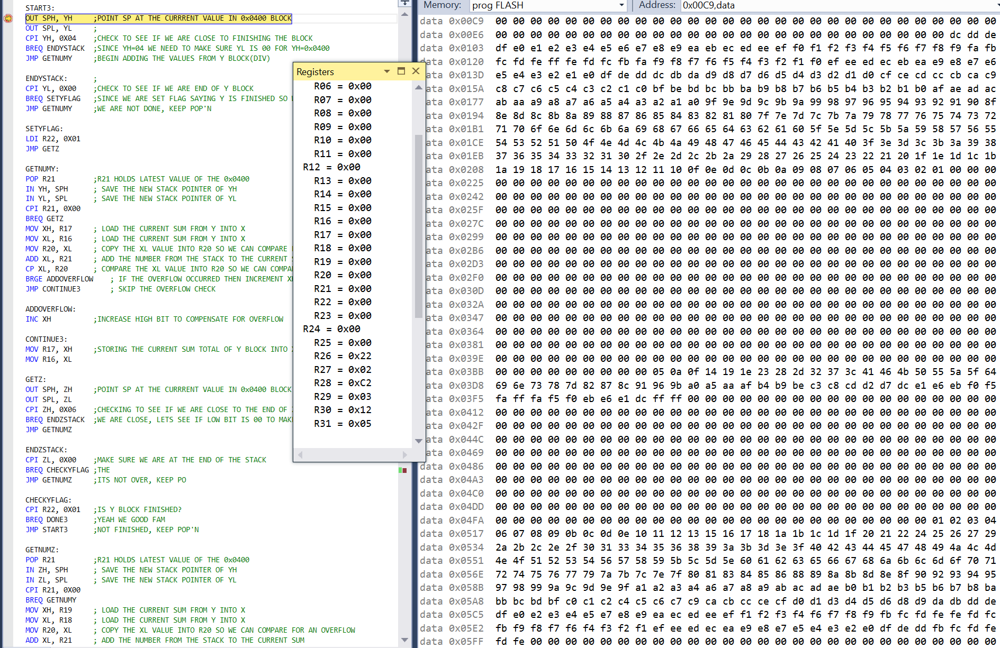 START3:
OUT SPH, YH ;POINT SP AT THE CURRRENT VALUE IN 0x0400 BLOCK
OUT SPL, YL ;
CPI YH, 0X04 ;CHECK TO SEE IF WE ARE CLOSE TO FINISHING THE BLOCK
BREQ ENDYSTACK ;SINCE YH=04 WE NEED TO MAKE SURE YL IS 00 FOR YH=0x0400
JMP GETNUMY ;BEGIN ADDING THE VALUES FROM Y BLOCK(DIV)
ENDYSTACK: ;
CPI YL, 0X00 ;CHECK TO SEE IF WE ARE END OF Y BLOCK
BREQ SETYFLAG ;SINCE WE ARE SET FLAG SAYING Y IS FINISHED SO
JMP GETNUMY ;WE ARE NOT DONE, KEEP POP'N
SETYFLAG:
LDI R22, 0X01
JMP GETZ
GETNUMY:
POP R21 ;R21 HOLDS LATEST VALUE OF THE 0x0400
IN YH, SPH ; SAVE THE NEW STACK POINTER OF YH
IN YL, SPL ; SAVE THE NEW STACK POINTER OF YL
CPI R21, 0X00
BREQ GETZ
MOV XH, R17 ; LOAD THE CURRENT SUM FROM Y INTO X
MOV XL, R16 ; LOAD THE CURRENT SUM FROM Y INTO X
MOV R20, XL ; COPY THE XL VALUE INTO R20 SO WE CAN COMPARE
ADD XL, R21 ; ADD THE NUMBER FROM THE STACK TO THE CURRENT
CP XL, R20 ; COMPARE THE XL VALUE INTO R20 SO WE CAN COMPA
BRGE ADDOVERFLOW ; IF THE OVERFLOW OCCURRED THEN INCREMENT
JMP CONTINUE3 ; SKIP THE OVERFLOW CHECK
ADDOVERFLOW:
INC XH ;INCREASE HIGH BIT TO COMPENSATE FOR OVERFLOW
CONTINUE3:
MOV R17, XH ;STORING THE CURRENT SUM TOTAL OF Y BLOCK INTO
MOV R16, XL
GETZ:
OUT SPH, ZH ;POINT SP AT THE CURRRENT VALUE IN 0x0400 BLOCK
OUT SPL, ZL
CPI ZH, 0X06 ;CHECKING TO SEE IF WE ARE CLOSE TO THE END OF
BREQ ENDZSTACK ;WE ARE CLOSE, LETS SEE IF LOW BIT IS 00 TO MAK
JMP GETNUMZ
ENDZSTACK:
CPI ZL, 0X00 ;MAKE SURE WE ARE AT THE END OF THE STACK
BREQ CHECKYFLAG ;THE
JMP GETNUMZ ;ITS NOT OVER, KEEP PO
CHECKYFLAG:
CPI R22, 0X01 ;IS Y BLOCK FINISHED?
BREQ DONE3 ;YEAH WE GOOD FAM
JMP START3 ;NOT FINISHED, KEEP POP'N
GETNUMZ:
POP R21 ;R21 HOLDS LATEST VALUE OF THE 0x0400
IN ZH, SPH ; SAVE THE NEW STACK POINTER OF YH
IN ZL, SPL ; SAVE THE NEW STACK POINTER OF YL
CPI R21, 0X00
BREQ GETNUMY
MOV XH, R19 ; LOAD THE CURRENT SUM FROM Y INTO X
MOV XL, R18 ; LOAD THE CURRENT SUM FROM Y INTO X
MOV R20, XL ; COPY THE XL VALUE INTO R20 SO WE CAN COMPARE FOR AN OVERFLOW
ADD XL, R21 ; ADD THE NUMBER FROM THE STACK TO THE CURRENT SUM
Registers
R06 = 0x00
R07 = 0x00
R08 = 0x00
R09 = 0x00
R10 = 0x00
R11 = 0x00
R12 = 0x00
R13 = 0x00
R14 = 0x00
R15 = 0x00
R16 = 0x00
R17 = 0x00
R18 = 0x00
R19 = 0x00
R20 = 0x00
R21 = 0x00
R22 = 0x00
R23 = 0x00
R24 = 0x00
R25 = 0x00
R26 = 0x22
R27 = 0x02
R28 = 0xC2
R29 = 0x03
R30 = 0x12
R31 = 0x05
Memory: prog FLASH Address: 0x00C9,data
data 0x00C9 00 00 00 00 00 00 00 00 00 00 00 00 00 00 00 00 00 00 00 00 00 00 00 00 00 00 00 00 00
data 0x00E6 00 00 00 00 00 00 00 00 00 00 00 00 00 00 00 00 00 00 00 00 00 00 00 00 00 00 dc dd de
data 0x0103 df e0 e1 e2 e3 e4 e5 e6 e7 e8 e9 ea eb ec ed ee ef f0 f1 f2 f3 f4 f5 f6 f7 f8 f9 fa fb
ata 0x0120 fc fd fe ff fe fd fc fb fa f9 f8 f7 f6 f5 f4 f3 f2 f1 f0 ef ee ed ec eb ea e9 e8 e7 e6
ata 0x013D e5 e4 e3 e2 e1 e0 df de dd dc db da d9 d8 d7 d6 d5 d4 d3 d2 d1 d0 cf ce cd cc cb ca c9
ata 0x015A c8 c7 c6 c5 c4 c3 c2 c1 c0 bf be bd bc bb ba b9 b8 b7 b6 b5 b4 b3 b2 b1 b0 af ae ad ac
ata 0x0177 ab aa a9 a8 a7 a6 a5 a4 a3 a2 a1 a0 9f 9e 9d 9c 9b 9a 99 98 97 96 95 94 93 92 91 90 8f
ata 0x0194 8e 8d 8c 8b 8a 89 88 87 86 85 84 83 82 81 80 7f 7e 7d 7c 7b 7a 79 78 77 76 75 74 73 72
ata 0x01B1 71 70 6f 6e 6d 6c 6b 6a 69 68 67 66 65 64 63 62 61 60 5f 5e 5d 5c 5b 5a 59 58 57 56 55
ata 0x01CE 54 53 52 51 50 4f 4e 4d 4c 4b 4a 49 48 47 46 45 44 43 42 41 40 3f 3e 3d 3c 3b 3a 39 38
ata 0x01EB 37 36 35 34 33 32 31 30 2f 2e 2d 2c 2b 2a 29 28 27 26 25 24 23 22 21 20 1f 1e 1d 1c 1b
ata 0x0208 1a 19 18 17 16 15 14 13 12 11 10 0f 0e 0d 0c 0b 0a 09 08 07 06 05 04 03 02 01 00 00 00
ata 0x0225 00 00 00 00 00 00 00 00 00 00 00 00 00 00 00 00 00 00 00 00 00 00 00 00 00 00 00 00 00
ata 0x0242 00 00 00 00 00 00 00 00 00 00 00 00 00 00 00 00 00 00 00 00 00 00 00 00 00 00 00 00 00
ata 0x025F 00 00 00 00 00 00 00 00 00 00 00 00 00 00 00 00 00 00 00 00 00 00 00 00 00 00 00 00 00
ata 0x027C 00 00 00 00 00 00 00 00 00 00 00 00 00 00 00 00 00 00 00 00 00 00 00 00 00 00 00 00 00
ata 0x0299 00 00 00 00 00 00 00 00 00 00 00 00 00 00 00 00 00 00 00 00 00 00 00 00 00 00 00 00 00
ata 0x02B6 00 00 00 00 00 00 00 00 00 00 00 00 00 00 00 00 00 00 00 00 00 00 00 00 00 00 00 00 00
ata 0x02D3 00 00 00 00 00 00 00 00 00 00 00 00 00 00 00 00 00 00 00 00 00 00 00 00 00 00 00 00 00
ata 0x02F0 00 00 00 00 00 00 00 00 00 00 00 00 00 00 00 00 00 00 00 00 00 00 00 00 00 00 00 00 00
ata 0x030D 00 00 00 00 00 00 00 00 00 00 00 00 00 00 00 00 00 00 00 00 00 00 00 00 00 00 00 00 00
ata 0x032A 00 00 00 00 00 00 00 00 00 00 00 00 00 00 00 00 00 00 00 00 00 00 00 00 00 00 00 00 00
ata 0x0347 00 00 00 00 00 00 00 00 00 00 00 00 00 00 00 00 00 00 00 00 00 00 00 00 00 00 00 00 00
ata 0x0364 00 00 00 00 00 00 00 00 00 00 00 00 00 00 00 00 00 00 00 00 00 00 00 00 00 00 00 00 00
ata 0x0381 00 00 00 00 00 00 00 00 00 00 00 00 00 00 00 00 00 00 00 00 00 00 00 00 00 00 00 00 00
ata 0x039E 00 00 00 00 00 00 00 00 00 00 00 00 00 00 00 00 00 00 00 00 00 00 00 00 00 00 00 00 00
ata 0x03BB 00 00 00 00 00 00 00 00 00 05 0a 0f 14 19 1e 23 28 2d 32 37 3c 41 46 4b 50 55 5a 5f 64
ata 0x03D8 69 6e 73 78 7d 82 87 8c 91 96 9b a0 a5 aa af b4 b9 be c3 c8 cd d2 d7 dc e1 e6 eb f0 f5
ata 0x03F5 fa ff fa f5 f0 eb e6 e1 dc ff ff 00 00 00 00 00 00 00 00 00 00 00 00 00 00 00 00 00 00
ata 0x0412 00 00 00 00 00 00 00 00 00 00 00 00 00 00 00 00 00 00 00 00 00 00 00 00 00 00 00 00 00
ata 0x042F 00 00 00 00 00 00 00 00 00 00 00 00 00 00 00 00 00 00 00 00 00 00 00 00 00 00 00 00 00
ata 0x044C 00 00 00 00 00 00 00 00 00 00 00 00 00 00 00 00 00 00 00 00 00 00 00 00 00 00 00 00 00
ata 0x0469 00 00 00 00 00 00 00 00 00 00 00 00 00 00 00 00 00 00 00 00 00 00 00 00 00 00 00 00 00
data 0x0486 00 00 00 00 00 00 00 00 00 00 00 00 00 00 00 00 00 00 00 00 00 00 00 00 00 00 00 00 00
data 0x04A3 00 00 00 00 00 00 00 00 00 00 00 00 00 00 00 00 00 00 00 00 00 00 00 00 00 00 00 00 00
data 0x04C0 00 00 00 00 00 00 00 00 00 00 00 00 00 00 00 00 00 00 00 00 00 00 00 00 00 00 00 00 00
data 0x04DD 00 00 00 00 00 00 00 00 00 00 00 00 00 00 00 00 00 00 00 00 00 00 00 00 00 00 00 00 00
data 0x04FA 00 00 00 00 00 00 00 00 00 00 00 00 00 00 00 00 00 00 00 00 00 00 00 00 00 01 02 03 04
data 0x0517 06 07 08 09 0b 0c 0d 0e 10 11 12 13 15 16 17 18 1a 1b 1c 1d 1f 20 21 22 24 25 26 27 29
data 0x0534 2a 2b 2c 2e 2f 30 31 33 34 35 36 38 39 3a 3b 3d 3e 3f 40 42 43 44 45 47 48 49 4a 4c 4d
data 0x0551 4e 4f 51 52 53 54 56 57 58 59 5b 5c 5d 5e 60 61 62 63 65 66 67 68 6a 6b 6c 6d 6f 70 71
data 0x056E 72 74 75 76 77 79 7a 7b 7c 7e 7f 80 81 83 84 85 86 88 89 8a 8b 8d 8e 8f 90 92 93 94 95
data 0x058B 97 98 99 9a 9c 9d 9e 9f a1 a2 a3 a4 a6 a7 a8 a9 ab ac ad ae b0 b1 b2 b3 b5 b6 b7 b8 ba
data 0x05A8 bb bc bd bf c0 c1 c2 c4 c5 c6 c7 c9 ca cb cc ce cf d0 d1 d3 d4 d5 d6 d8 d9 da db dd de
data 0x05C5 df e0 e2 e3 e4 e5 e7 e8 e9 ea ec ed ee ef f1 f2 f3 f4 f6 f7 f8 f9 fb fc fd fe fe fd fc
data 0x05E2 fb f9 f8 f7 f6 f4 f3 f2 f1 ef ee ed ec ea e9 e8 e7 e5 e4 e3 e2 e0 df de dd fb fc fd fe
data 0x05FF fd fe 00 00 00 00 00 00 00 00 00 00 00 00 00 00 00 00 00 00 00 00 00 00 00 00 00 00 00